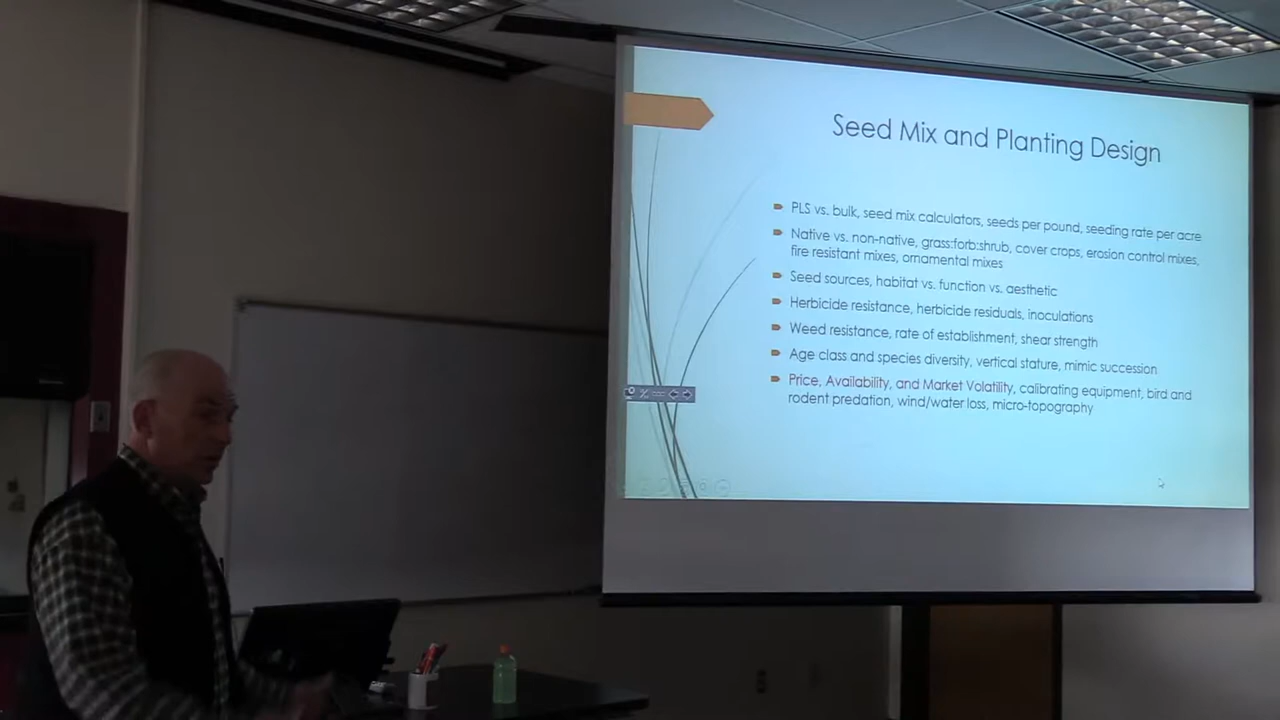 Seed Mix and Planting Design
PLS vs. bulk, seed mix calculators, seeds per pound, seeding rate per acre
Native vs. non-native, grass:forb:shrub, cover crops, erosion control mixes,
fire resistant mixes, ornamental mixes
Seed sources, habitat vs. function vs. aesthetic
Herbicide resistance, herbicide residuals, inoculations
Weed resistance, rate of establishment, shear strength
Age class and species diversity, vertical stature, mimic succession
Price, Availability, and Market Volatility, calibrating equipment, bird and
rodent predation, wind/water loss, micro-topography